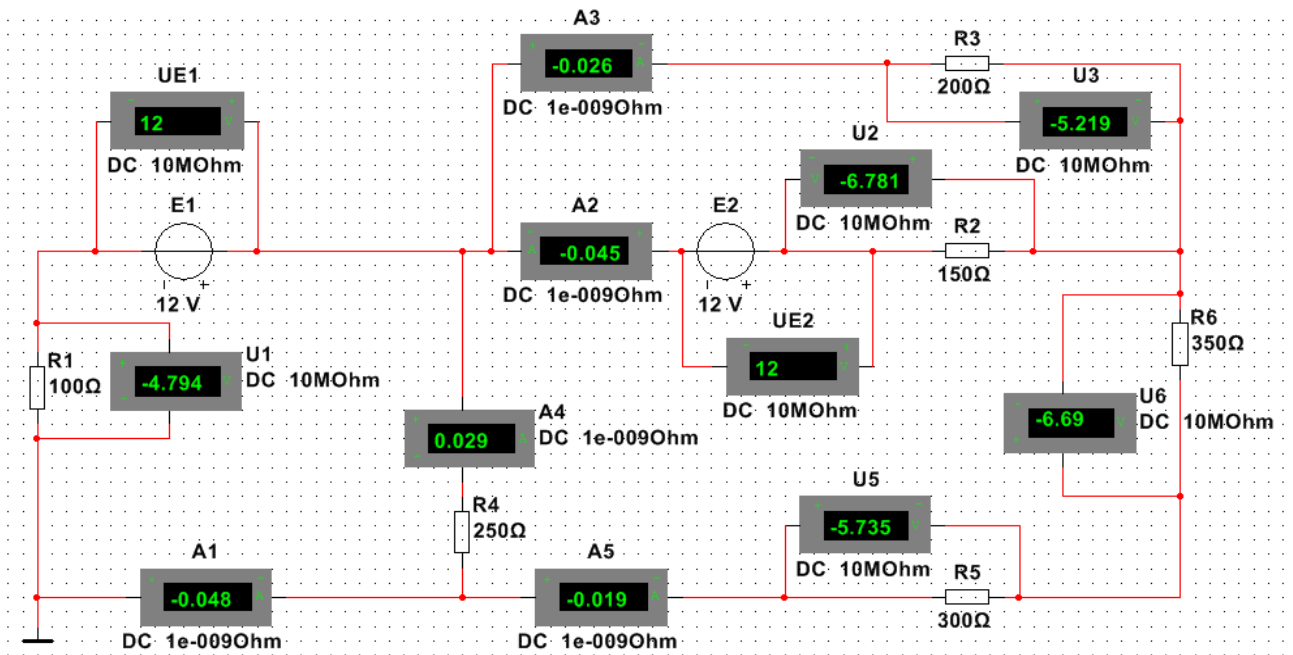 A3
-0.026
A
DC 1e-009Ohm
R3
200Ω
U3
-5.219
V
DC 10MOhm
UE1
12
V
DC 10MOhm
U2
V
-6.781
DC 10MOhm
E1
12 V
A2
A
-0.045
DC 1e-009Ohm
E2
12 V
R2
150Ω
UE2
12
V
DC 10MOhm
R1
100Ω
U1
-4.794
V
DC 10MOhm
R6
350Ω
U6
-6.69
V
DC 10MOhm
A4
0.029
A
DC 1e-009Ohm
R4
250Ω
U5
-5.735
V
DC 10MOhm
A1
-0.048
A
DC 1e-009Ohm
A5
-0.019
A
DC 1e-009Ohm
R5
300Ω